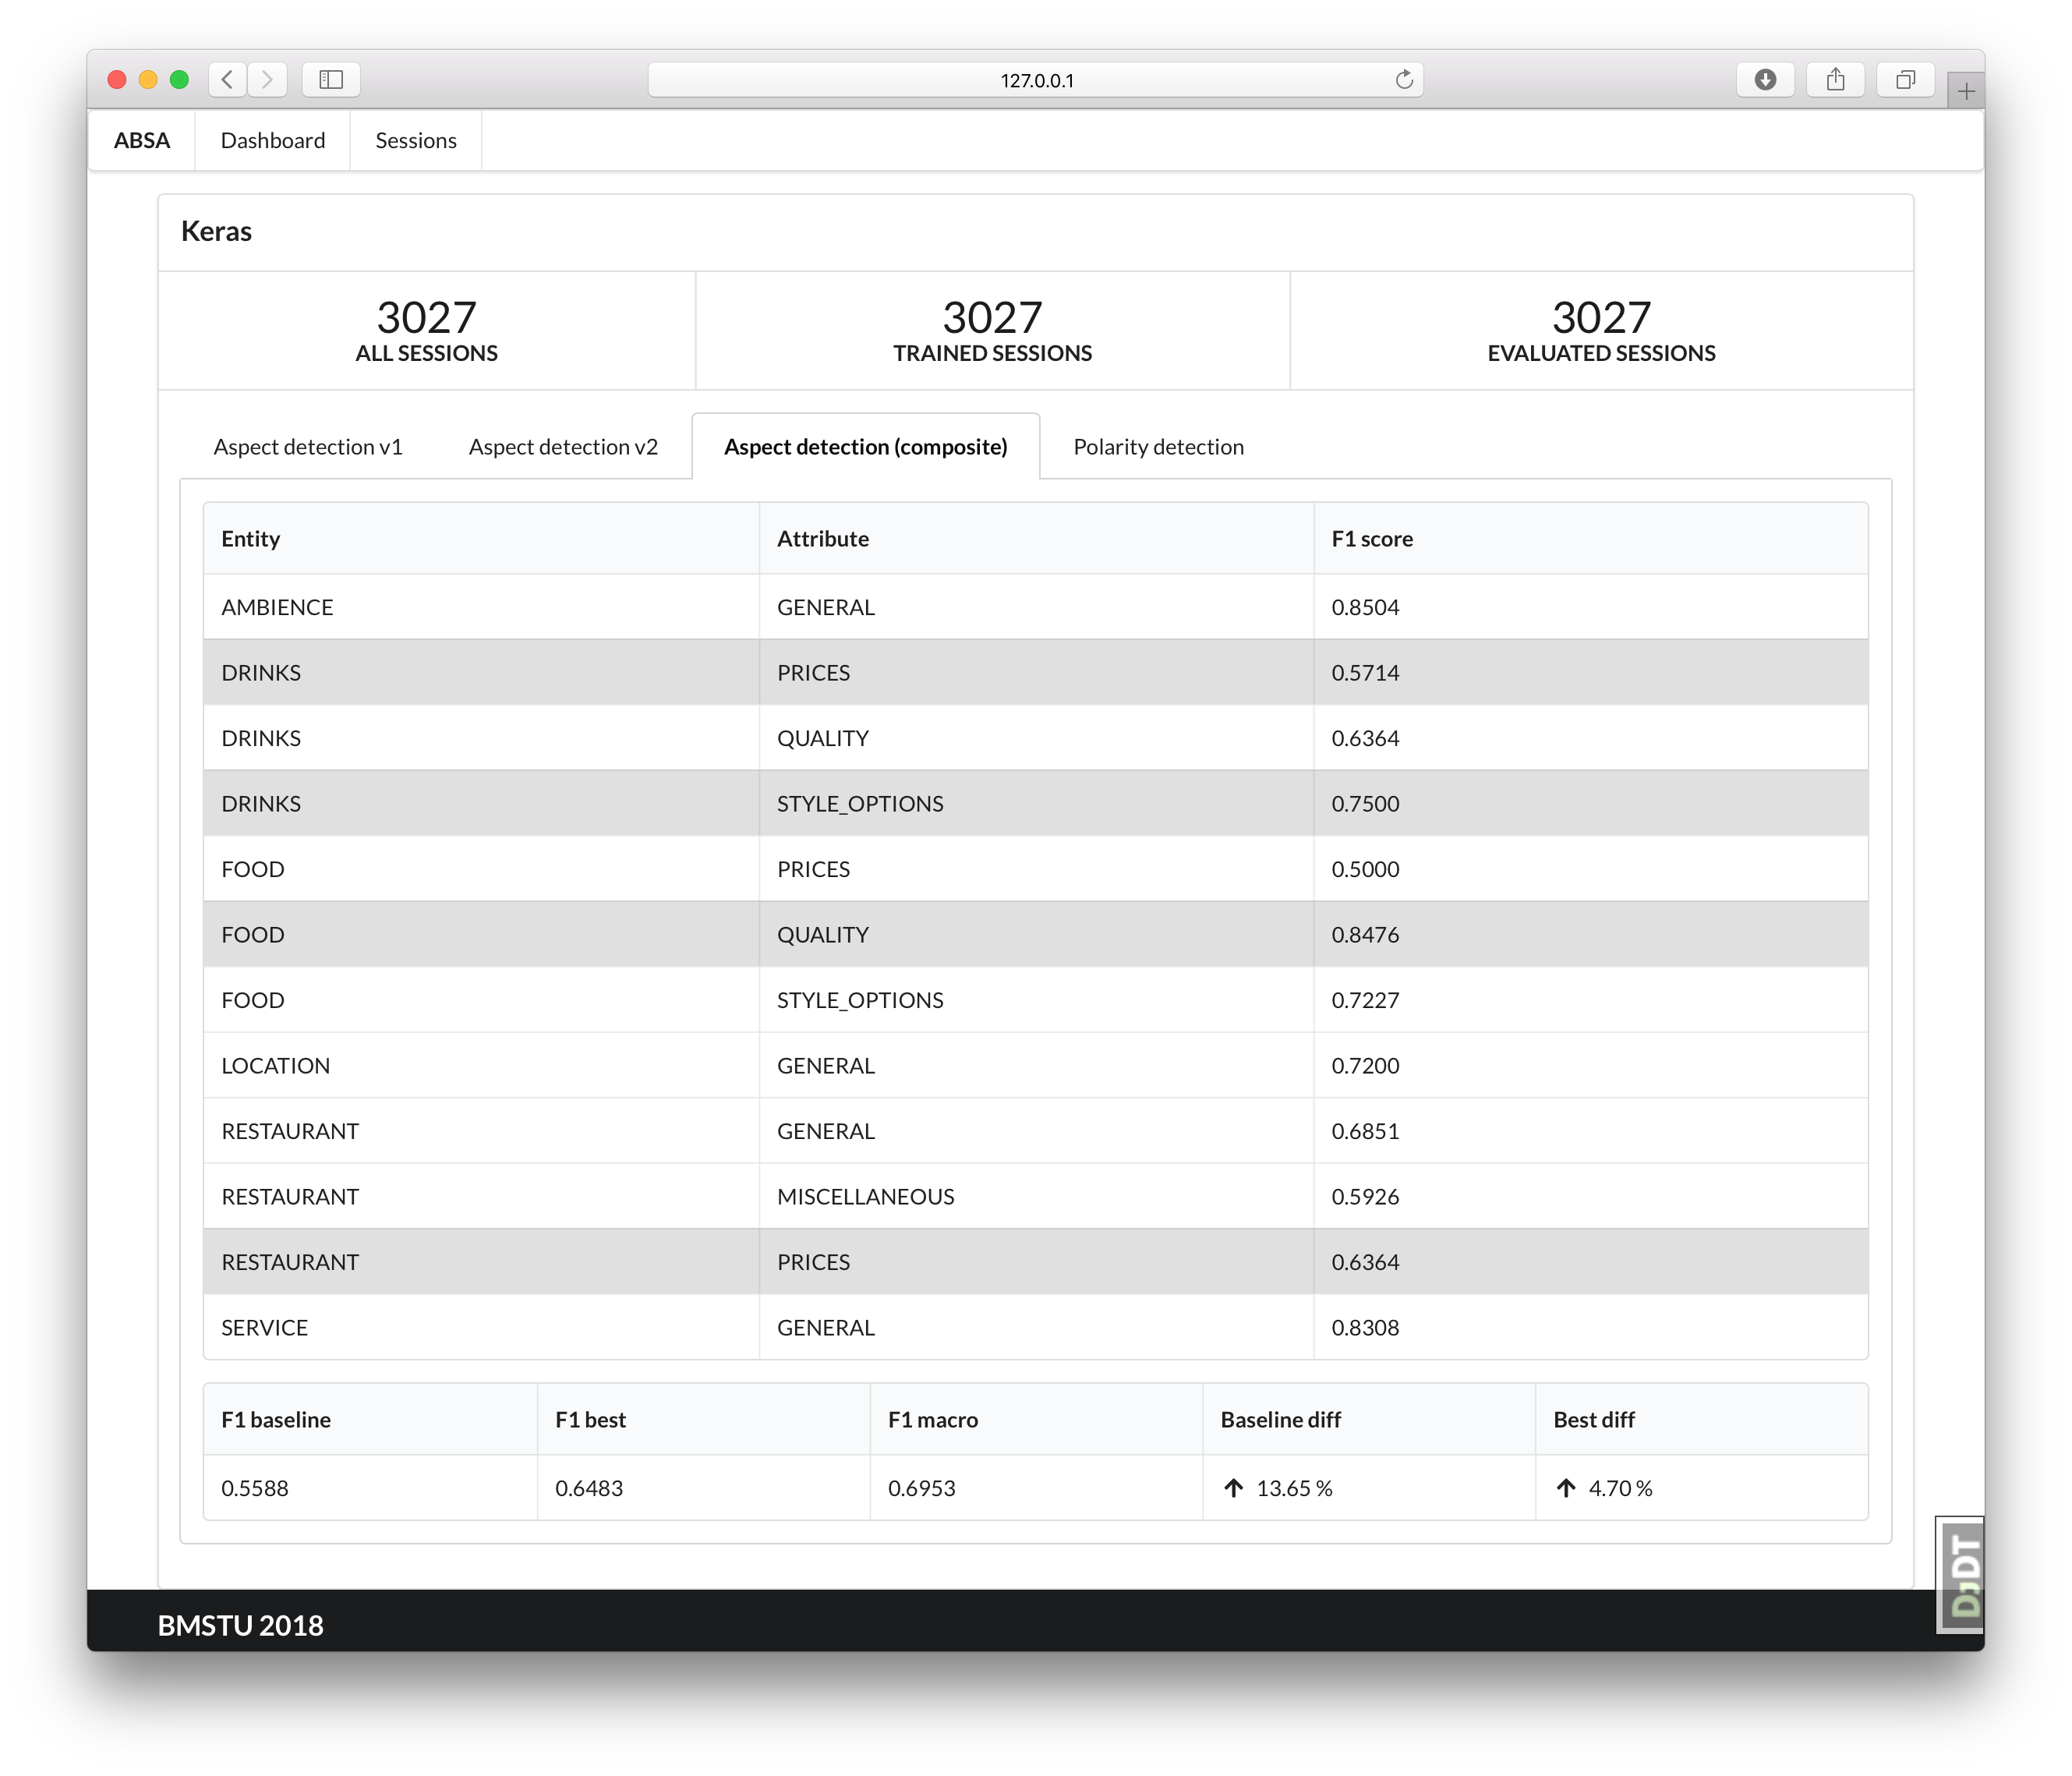 127.0.0.1
ABSA Dashboard Sessions
Keras
3027 3027 3027
ALL SESSIONS TRAINED SESSIONS EVALUATED SESSIONS
Aspect detection v1 Aspect detection v2 Aspect detection (composite) Polarity detection
Entity Attribute F1 score
AMBIENCE GENERAL 0.8504
DRINKS PRICES 0.5714
DRINKS QUALITY 0.6364
DRINKS STYLE_OPTIONS 0.7500
FOOD PRICES 0.5000
FOOD QUALITY 0.8476
FOOD STYLE_OPTIONS 0.7227
LOCATION GENERAL 0.7200
RESTAURANT GENERAL 0.6851
RESTAURANT MISCELLANEOUS 0.5926
RESTAURANT PRICES 0.6364
SERVICE GENERAL 0.8308
F1 baseline F1 best F1 macro Baseline diff Best diff
0.5588 0.6483 0.6953 ↑ 13.65 % ↑ 4.70 %
DjDT
BMSTU 2018